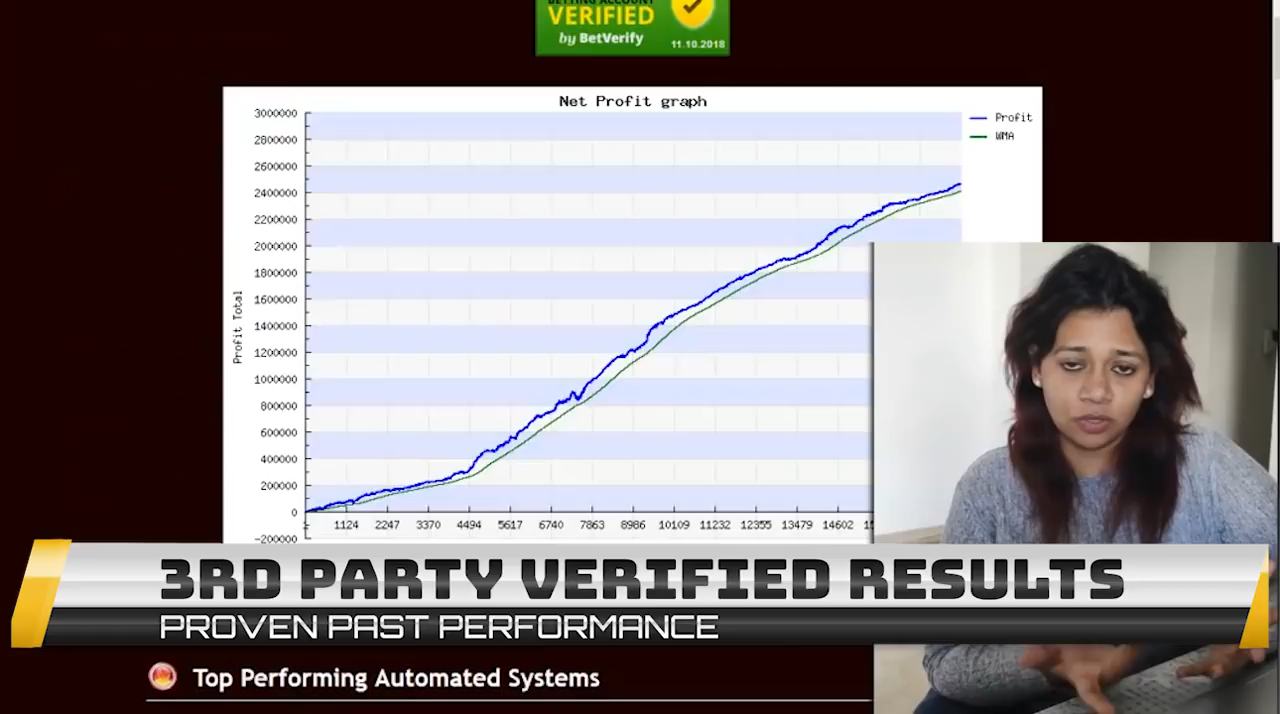 BETTING ACCOUNT
VERIFIED
by BetVerify
11.10.2018
Net Profit graph
3000000
2800000
2600000
2400000
2200000
2000000
1800000
1600000
1400000
1200000
1000000
800000
600000
400000
200000
0
-200000
Profit Total
Profit
WMA
1124 2247 3370 4494 5617 6740 7863 8986 10109 11232 12355 13479 14602
3RD PARTY VERIFIED RESULTS
PROVEN PAST PERFORMANCE
Top Performing Automated Systems